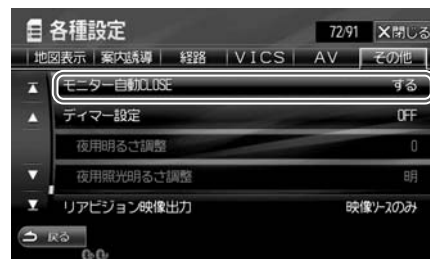 各種設定 72/91 ×閉じる
地図表示 案内誘導 経路 VICS AV その他
モニター自動CLOSE する
ディマー設定 OFF
夜用明るさ調整 0
夜用照光明るさ調整 明
リアビジョン映像出力 映像ソースのみ
戻る